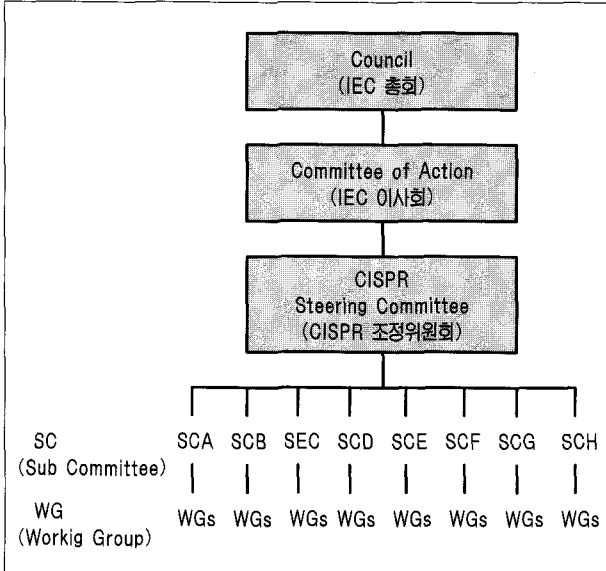 Council
(IEC 총회)
Committee of Action
(IEC 이사회)
CISPR
Steering Committee
(CISPR 조정위원회)
SC
(Sub Committee)
SCA SCB SEC SCD SCE SCF SCG SCH
WG
(Workig Group)
WGs WGs WGs WGs WGs WGs WGs WGs